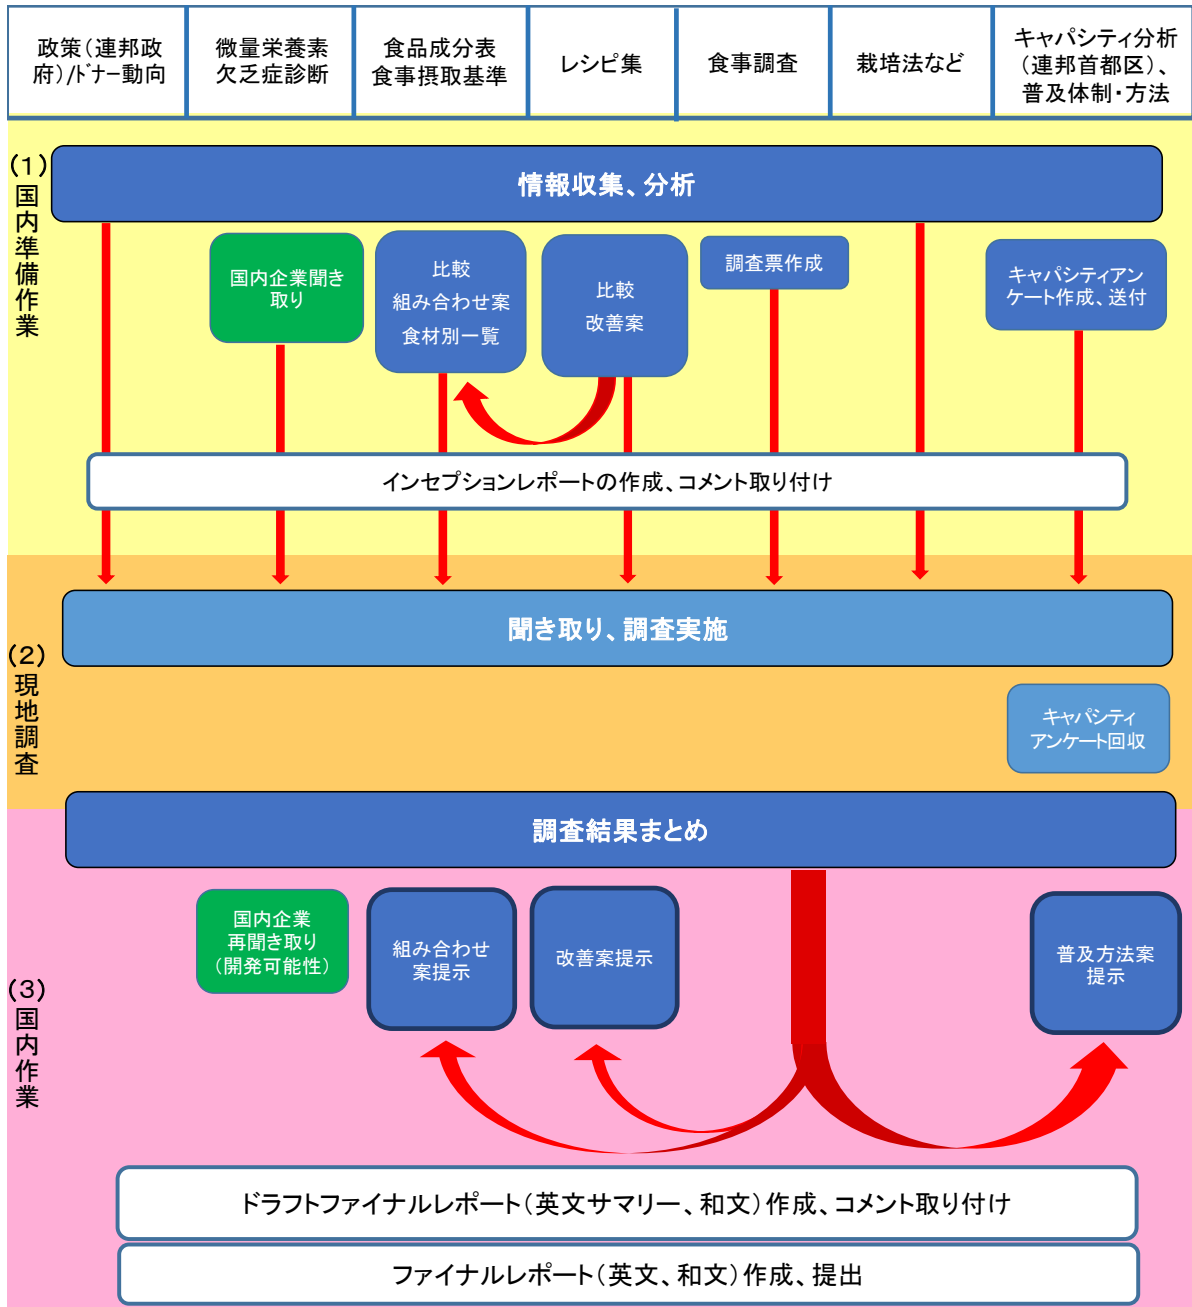 政策（連邦政
府）/ﾄﾞﾅｰ動向
微量栄養素
欠乏症診断
食品成分表
食事摂取基準
レシピ集
食事調査
栽培法など
キャパシティ分析
（連邦首都区）、
普及体制・方法
（１）国内準備作業
情報収集、分析
国内企業聞き
取り
比較
組み合わせ案
食材別一覧
比較
改善案
調査票作成
キャパシティアン
ケート作成、送付
インセプションレポートの作成、コメント取り付け
（２）現地調査
聞き取り、調査実施
キャパシティ
アンケート回収
調査結果まとめ
（３）国内作業
国内企業
再聞き取り
（開発可能性）
組み合わせ
案提示
改善案提示
普及方法案
提示
ドラフトファイナルレポート（英文サマリー、和文）作成、コメント取り付け
ファイナルレポート（英文、和文）作成、提出